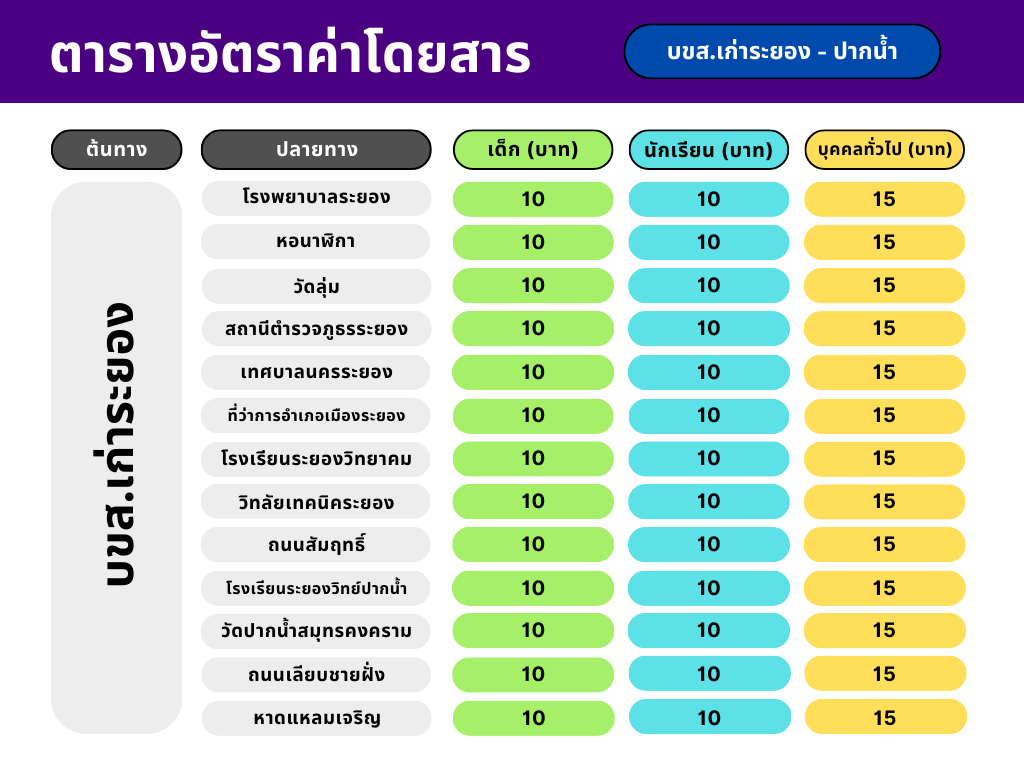 ตารางอัตราค่าโดยสาร
บขส.เก่าระยอง - ปากน้ำ
ต้นทาง ปลายทาง เด็ก (บาท) นักเรียน (บาท) บุคคลทั่วไป (บาท)
บขส.เก่าระยอง
โรงพยาบาลระยอง 10 10 15
หอนาฬิกา 10 10 15
วัดลุ่ม 10 10 15
สถานีตำรวจภูธรระยอง 10 10 15
เทศบาลนครระยอง 10 10 15
ที่ว่าการอำเภอเมืองระยอง 10 10 15
โรงเรียนระยองวิทยาคม 10 10 15
วิทลัยเทคนิคระยอง 10 10 15
ถนนสัมฤทธิ์ 10 10 15
โรงเรียนระยองวิทย์ปากน้ำ 10 10 15
วัดปากน้ำสมุทรคงคราม 10 10 15
ถนนเลียบชายฝั่ง 10 10 15
หาดแหลมเจริญ 10 10 15